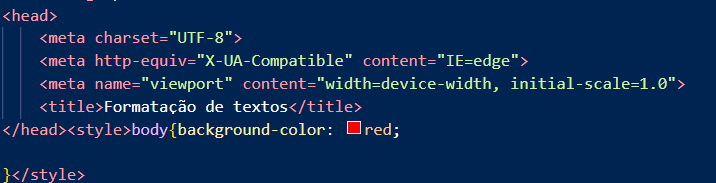 <head>
<meta charset="UTF-8">
<meta http-equiv="X-UA-Compatible" content="IE=edge">
<meta name="viewport" content="width=device-width, initial-scale=1.0">
<title>Formatação de textos</title>
</head><style>body{background-color: red;
}</style>